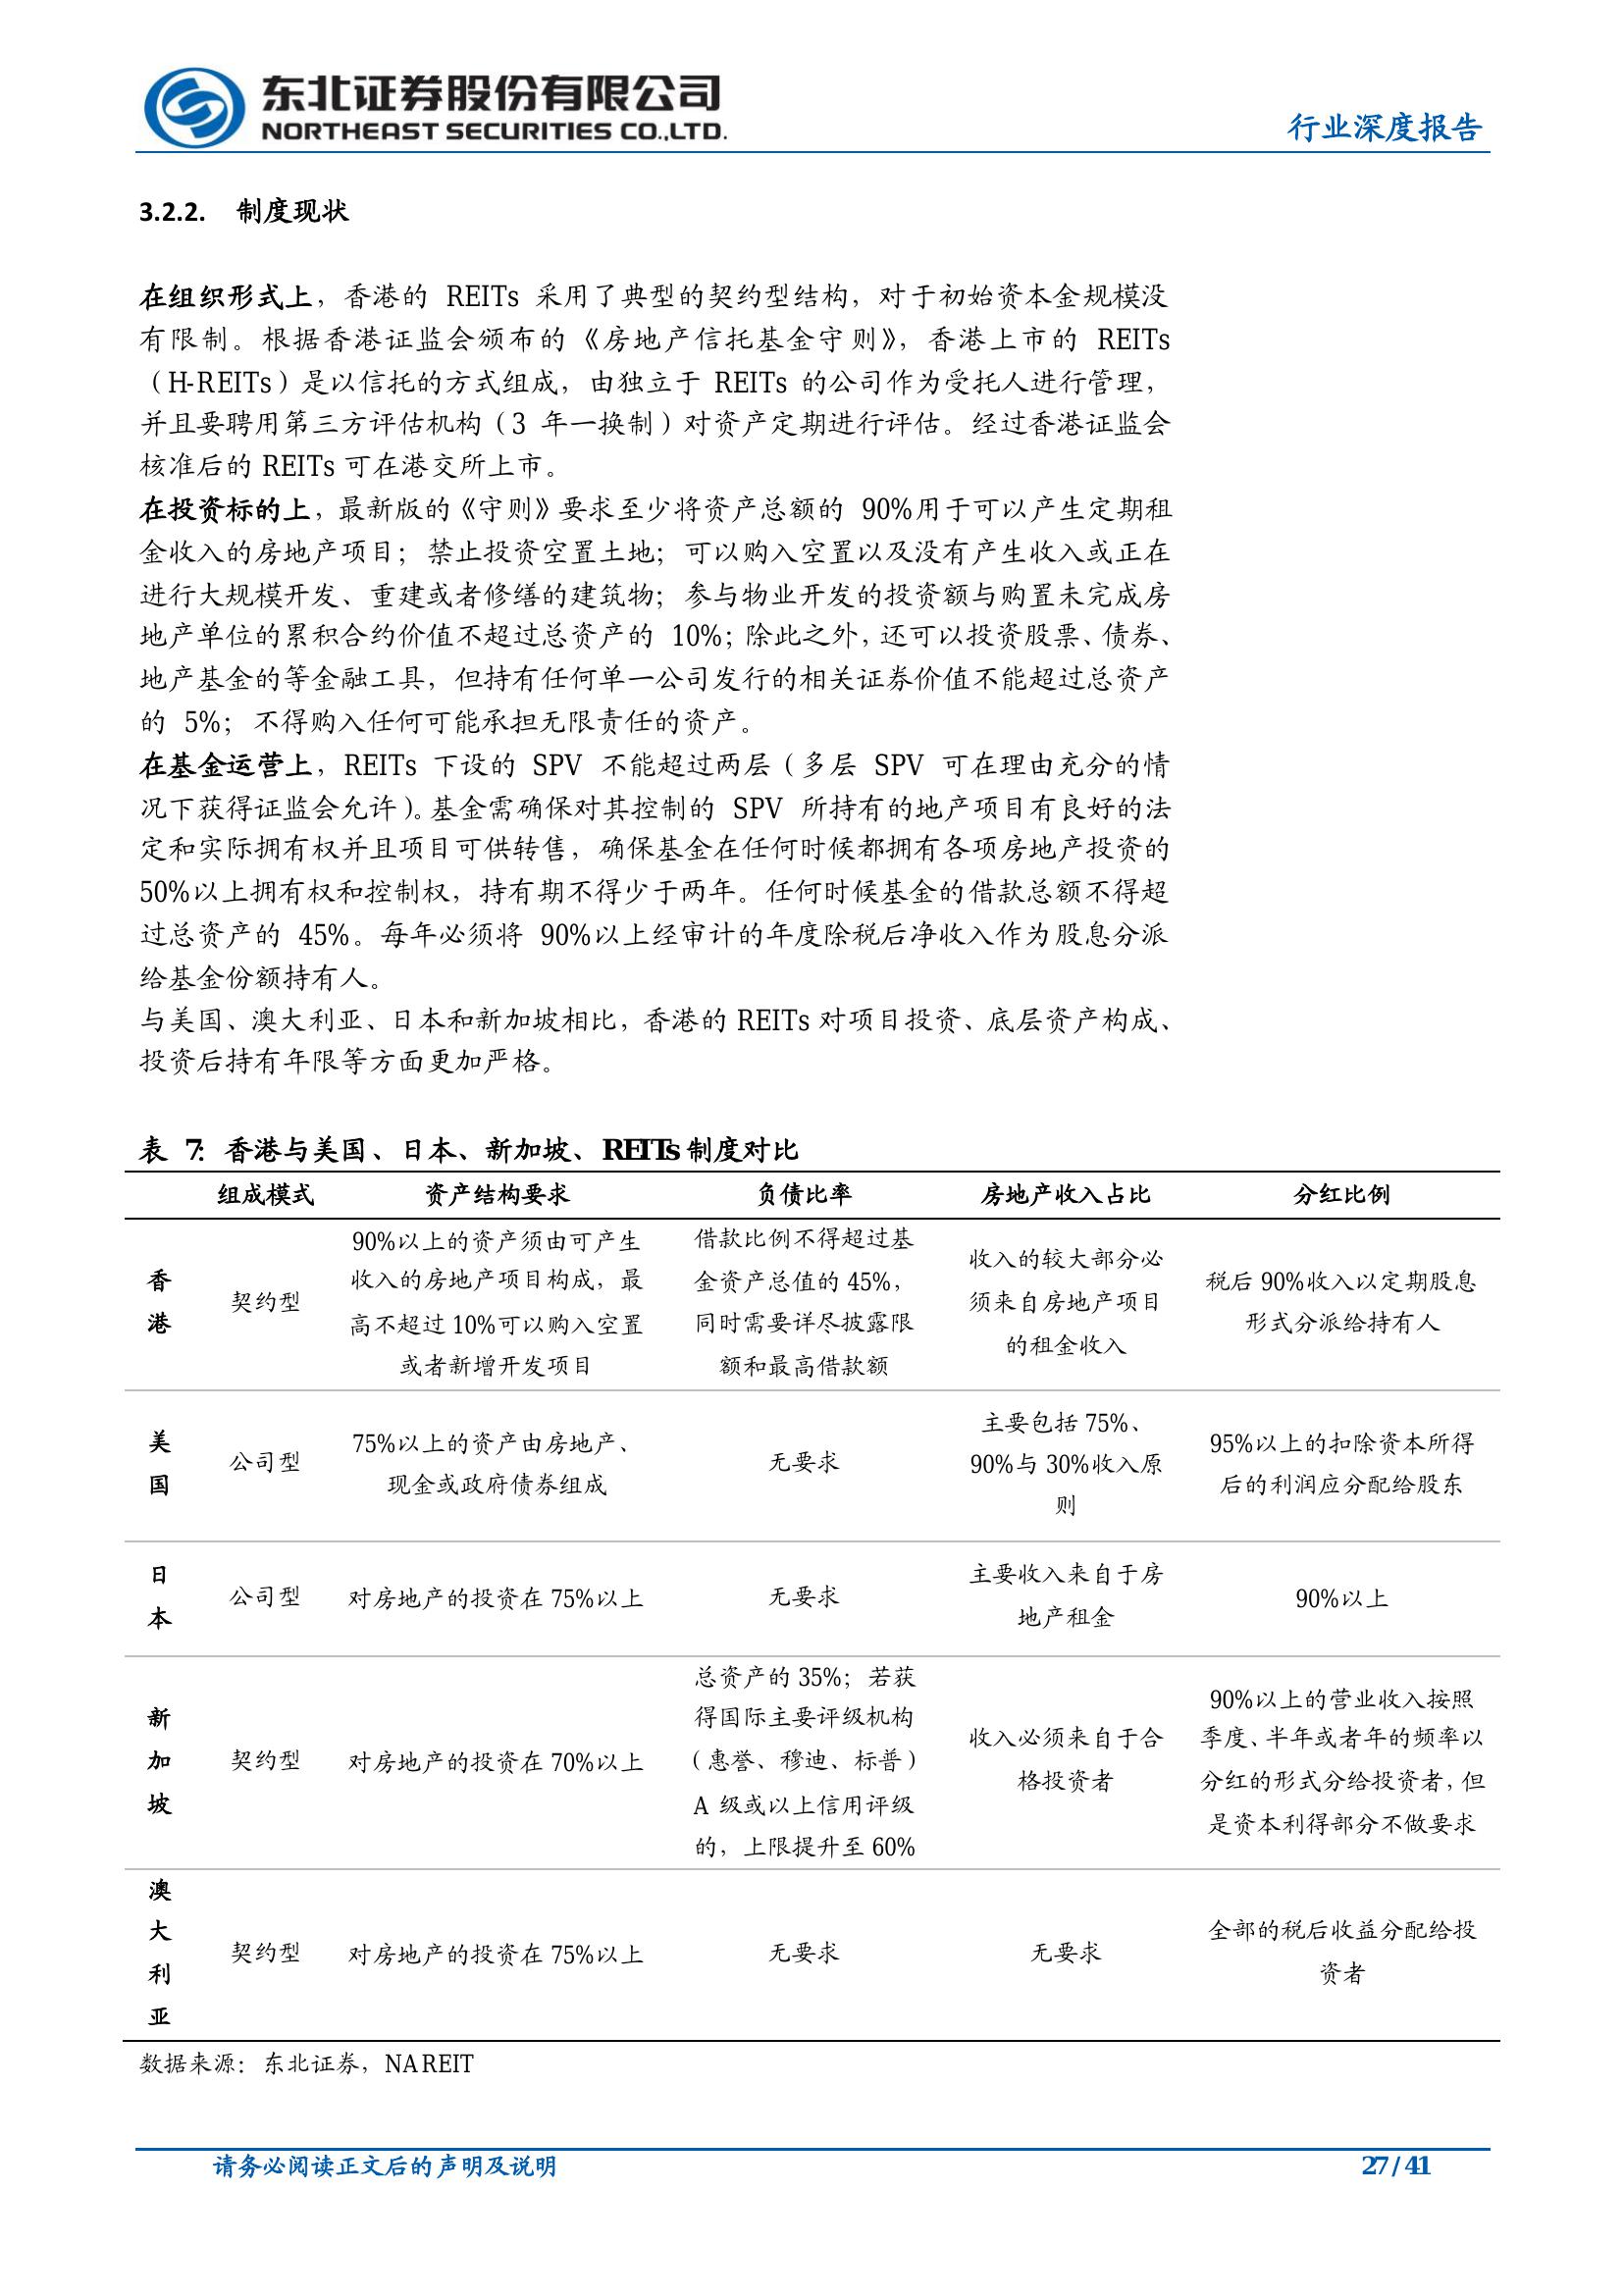 东北证券股份有限公司
NORTHEAST SECURITIES CO.,LTD.
行业深度报告
3.2.2. 制度现状
在组织形式上，香港的 REITs 采用了典型的契约型结构，对于初始资本金规模没
有限制。根据香港证监会颁布的《房地产信托基金守则》，香港上市的 REITs
（H-REITs）是以信托的方式组成，由独立于 REITs 的公司作为受托人进行管理，
并且要聘用第三方评估机构（3 年一换制）对资产定期进行评估。经过香港证监会
核准后的 REITs 可在港交所上市。
在投资标的上，最新版的《守则》要求至少将资产总额的 90%用于可以产生定期租
金收入的房地产项目；禁止投资空置土地；可以购入空置以及没有产生收入或正在
进行大规模开发、重建或者修缮的建筑物；参与物业开发的投资额与购置未完成房
地产单位的累积合约价值不超过总资产的 10%；除此之外，还可以投资股票、债券、
地产基金的等金融工具，但持有任何单一公司发行的相关证券价值不能超过总资产
的 5%；不得购入任何可能承担无限责任的资产。
在基金运营上，REITs 下设的 SPV 不能超过两层（多层 SPV 可在理由充分的情
况下获得证监会允许）。基金需确保对其控制的 SPV 所持有的地产项目有良好的法
定和实际拥有权并且项目可供转售，确保基金在任何时候都拥有各项房地产投资的
50%以上拥有权和控制权，持有期不得少于两年。任何时候基金的借款总额不得超
过总资产的 45%。每年必须将 90%以上经审计的年度除税后净收入作为股息分派
给基金份额持有人。
与美国、澳大利亚、日本和新加坡相比，香港的 REITs 对项目投资、底层资产构成、
投资后持有年限等方面更加严格。
表 7：香港与美国、日本、新加坡、REITs 制度对比
组成模式 资产结构要求 负债比率 房地产收入占比 分红比例
香
港
契约型
90%以上的资产须由可产生
收入的房地产项目构成，最
高不超过 10%可以购入空置
或者新增开发项目
借款比例不得超过基
金资产总值的 45%，
同时需要详尽披露限
额和最高借款额
收入的较大部分必
须来自房地产项目
的租金收入
税后 90%收入以定期股息
形式分派给持有人
美
国
公司型
75%以上的资产由房地产、
现金或政府债券组成
无要求
主要包括 75%、
90%与 30%收入原
则
95%以上的扣除资本所得
后的利润应分配给股东
日
本
公司型
对房地产的投资在 75%以上
无要求
主要收入来自于房
地产租金
90%以上
新
加
坡
契约型
对房地产的投资在 70%以上
总资产的 35%；若获
得国际主要评级机构
（惠誉、穆迪、标普）
A 级或以上信用评级
的，上限提升至 60%
收入必须来自于合
格投资者
90%以上的营业收入按照
季度、半年或者年的频率以
分红的形式分给投资者，但
是资本利得部分不做要求
澳
大
利
亚
契约型
对房地产的投资在 75%以上
无要求
无要求
全部的税后收益分配给投
资者
数据来源：东北证券，NAREIT
请务必阅读正文后的声明及说明
27 / 41